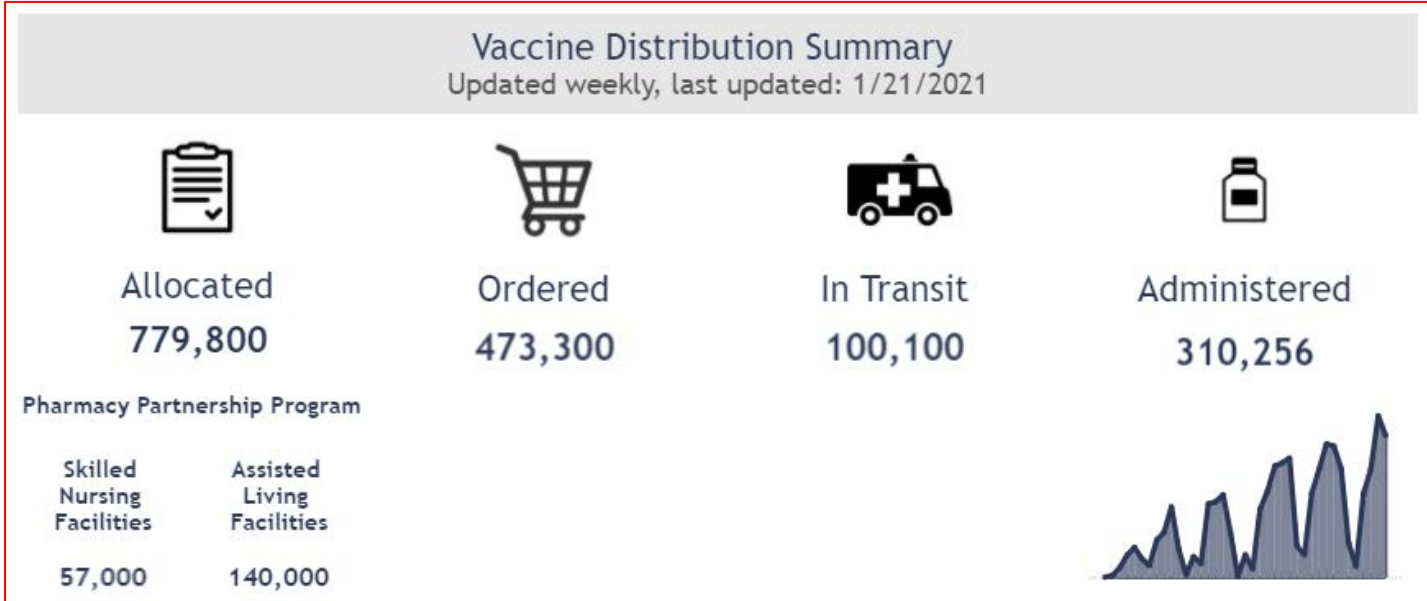 Vaccine Distribution Summary
Updated weekly, last updated: 1/21/2021
Allocated
779,800
Ordered
473,300
In Transit
100,100
Administered
310,256
Pharmacy Partnership Program
Skilled
Nursing
Facilities
57,000
Assisted
Living
Facilities
140,000